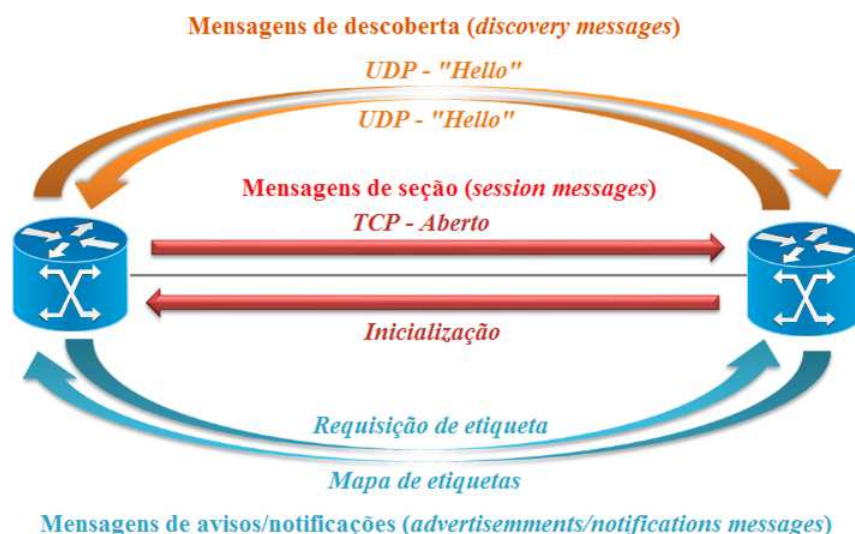 Mensagens de descoberta (discovery messages)
UDP - "Hello"
UDP - "Hello"
Mensagens de seção (session messages)
TCP - Aberto
Inicialização
Requisição de etiqueta
Mapa de etiquetas
Mensagens de avisos/notificações (advertisemments/notifications messages)